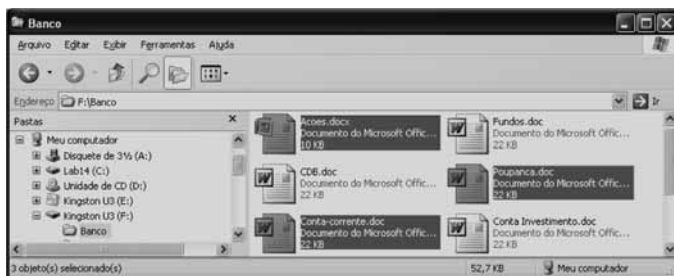 Banco
Arquivo Editar Exibir Ferramentas Ajuda
Endereço F:\Banco Ir
Pastas
Meu computador
Disquete de 3½ (A:)
Lab14 (C:)
Unidade de CD (D:)
Kingston U3 (E:)
Kingston U3 (F:)
Banco
Acoes.docx
Documento do Microsoft Offic...
10 KB
Fundos.doc
Documento do Microsoft Offic...
22 KB
CDB.doc
Documento do Microsoft Offic...
22 KB
Poupanca.doc
Documento do Microsoft Offic...
22 KB
Conta-corrente.doc
Documento do Microsoft Offic...
22 KB
Conta Investimento.doc
Documento do Microsoft Offic...
22 KB
3 objeto(s) selecionado(s) 52,7 KB Meu computador